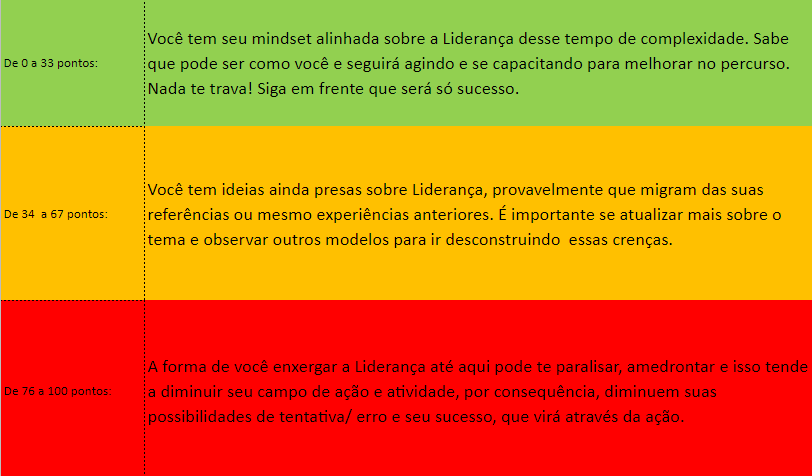 Você tem seu mindset alinhada sobre a Liderança desse tempo de complexidade. Sabe
De 0 a 33 pontos:
que pode ser como você e seguirá agindo e se capacitando para melhorar no percurso.
Nada te trava! Siga em frente que será só sucesso.
Você tem ideias ainda presas sobre Liderança, provavelmente que migram das suas
De 34 a 67 pontos:
referências ou mesmo experiências anteriores. É importante se atualizar mais sobre o
tema e observar outros modelos para ir desconstruindo essas crenças.
A forma de você enxergar a Liderança até aqui pode te paralisar, amedrontar e isso tende
De 76 a 100 pontos.
a diminuir seu campo de ação e atividade, por consequência, diminuem suas
possibilidades de tentativa/ erro e seu sucesso, que virá através da ação.